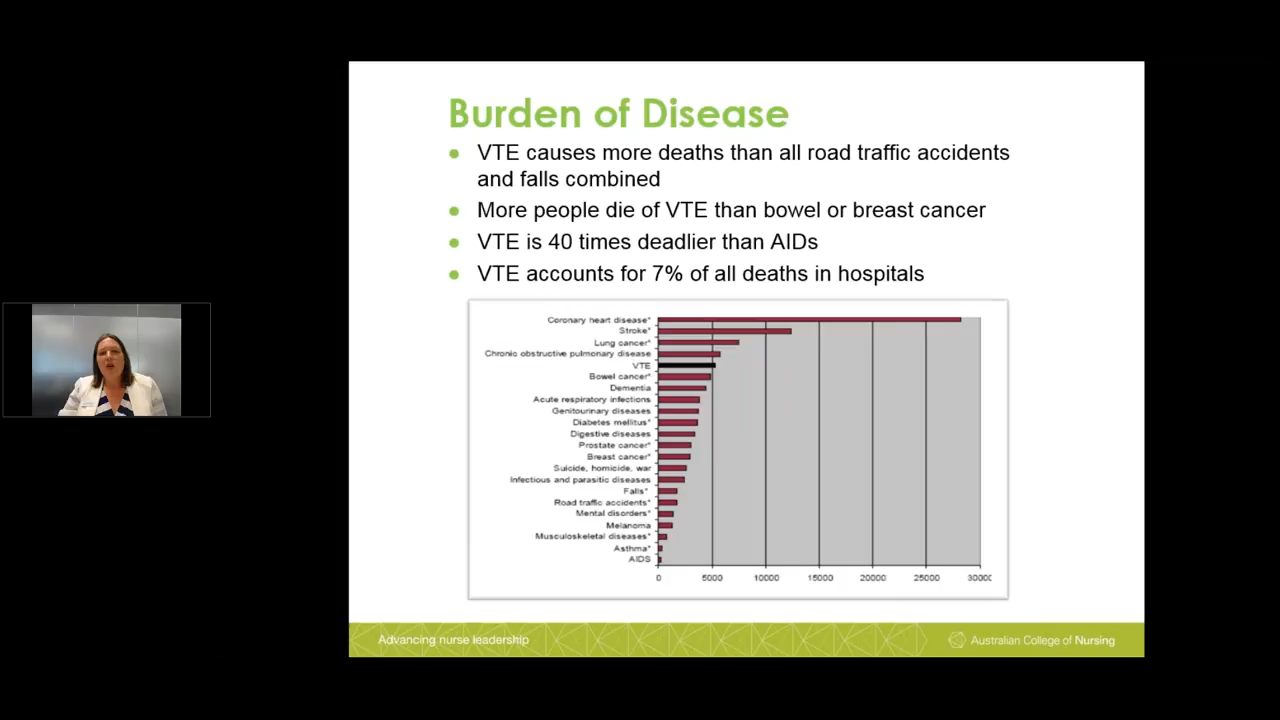 Burden of Disease
VTE causes more deaths than all road traffic accidents
and falls combined
More people die of VTE than bowel or breast cancer
VTE is 40 times deadlier than AIDs
VTE accounts for 7% of all deaths in hospitals
Coronary heart disease*
Stroke*
Lung cancer*
Chronic obstructive pulmonary disease
VTE
Bowel cancer*
Dementia
Acute respiratory infections
Genitourinary diseases
Diabetes mellitus*
Digestive diseases
Prostate cancer*
Breast cancer*
Suicide, homicide, war
Infectious and parasitic diseases
Falls*
Road traffic accidents*
Mental disorders*
Melanoma
Musculoskeletal diseases*
Asthma*
AIDS
0 5000 10000 15000 20000 25000 30000
Advancing nurse leadership
Australian College of Nursing